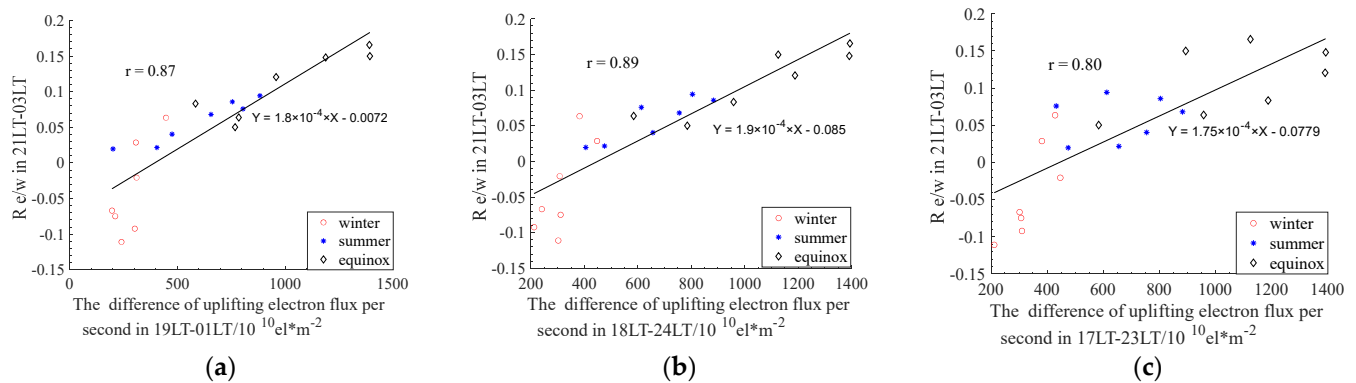 0.2
0.15
0.1
0.05
0
-0.05
-0.1
-0.15
R e/w in 21LT-03LT
r = 0.87
Y = 1.8×10⁻⁴×X - 0.0072
winter
summer
equinox
0
500
1000
1500
The difference of uplifting electron flux per
second in 19LT-01LT/10 ¹⁰el*m⁻²
(a)
0.2
0.15
0.1
0.05
0
-0.05
-0.1
-0.15
R e/w in 21LT-03LT
r = 0.89
Y = 1.9×10⁻⁴×X - 0.085
winter
summer
equinox
200
400
600
800
1000
1200
1400
The difference of uplifting electron flux per
second in 18LT-24LT/10 ¹⁰el*m⁻²
(b)
0.2
0.15
0.1
0.05
0
-0.05
-0.1
-0.15
R e/w in 21LT-03LT
r = 0.80
Y = 1.75×10⁻⁴×X - 0.0779
winter
summer
equinox
200
400
600
800
1000
1200
1400
The difference of uplifting electron flux per
second in 17LT-23LT/10 ¹⁰el*m⁻²
(c)